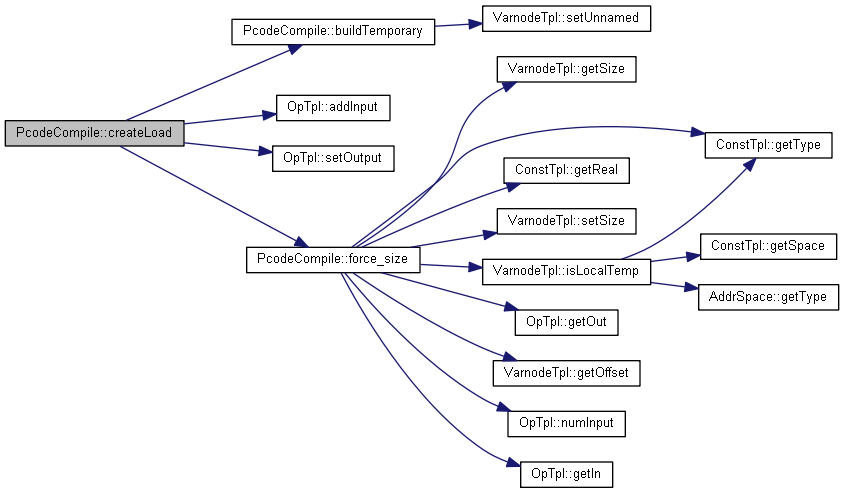 VarnodeTpl::setUnnamed
PcodeCompile::buildTemporary
VarnodeTpl::getSize
OpTpl::addInput
PcodeCompile::createLoad
ConstTpl::getType
OpTpl::setOutput
ConstTpl::getReal
VarnodeTpl::setSize
ConstTpl::getSpace
PcodeCompile::force_size
VarnodeTpl::isLocalTemp
AddrSpace::getType
OpTpl::getOut
VarnodeTpl::getOffset
OpTpl::numInput
OpTpl::getIn